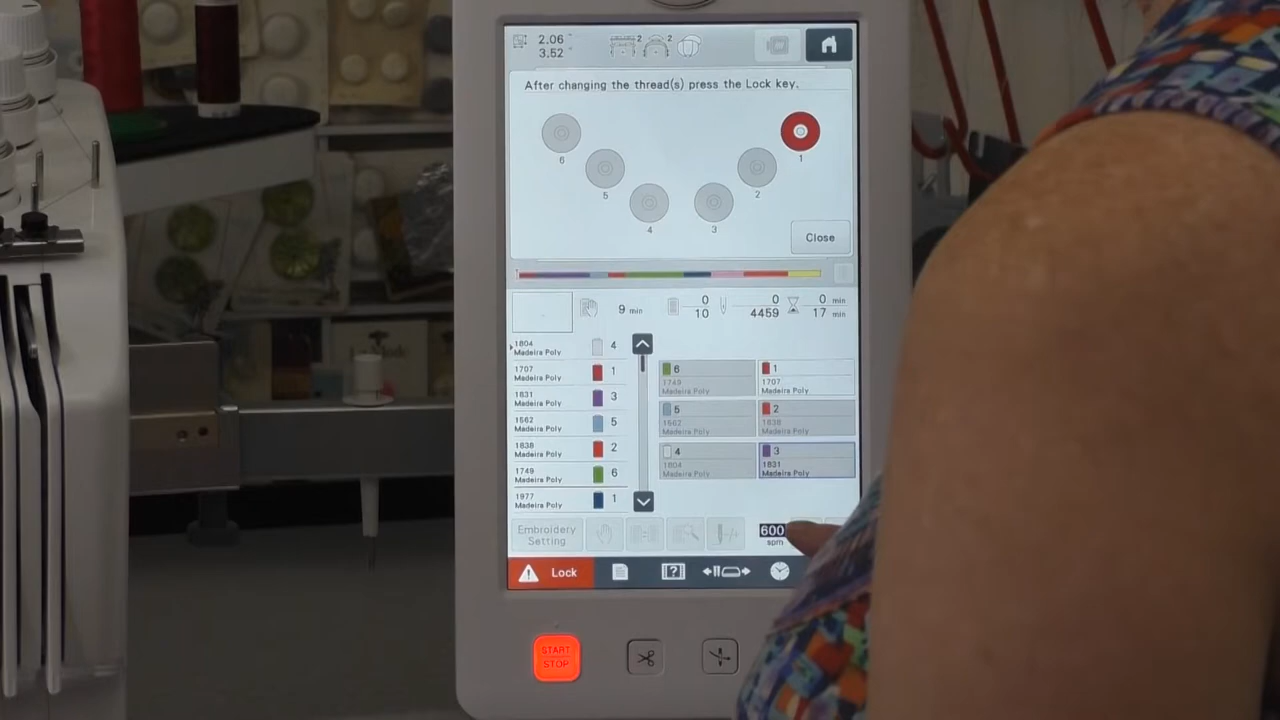 2.06 "
3.52 "
2 2
After changing the thread(s) press the Lock key.
6 1
5 2
4 3
Close
9 min 0 0 0 min
10 4459 17 min
1804 4
Madeira Poly
1707 1
Madeira Poly
1831 3
Madeira Poly
1562 5
Madeira Poly
1838 2
Madeira Poly
1749 6
Madeira Poly
1977 1
Madeira Poly
6 1
1749 1707
Madeira Poly Madeira Poly
5 2
1562 1838
Madeira Poly Madeira Poly
4 3
1804 1831
Madeira Poly Madeira Poly
Embroidery
Setting
600
spm
Lock
?
START
STOP